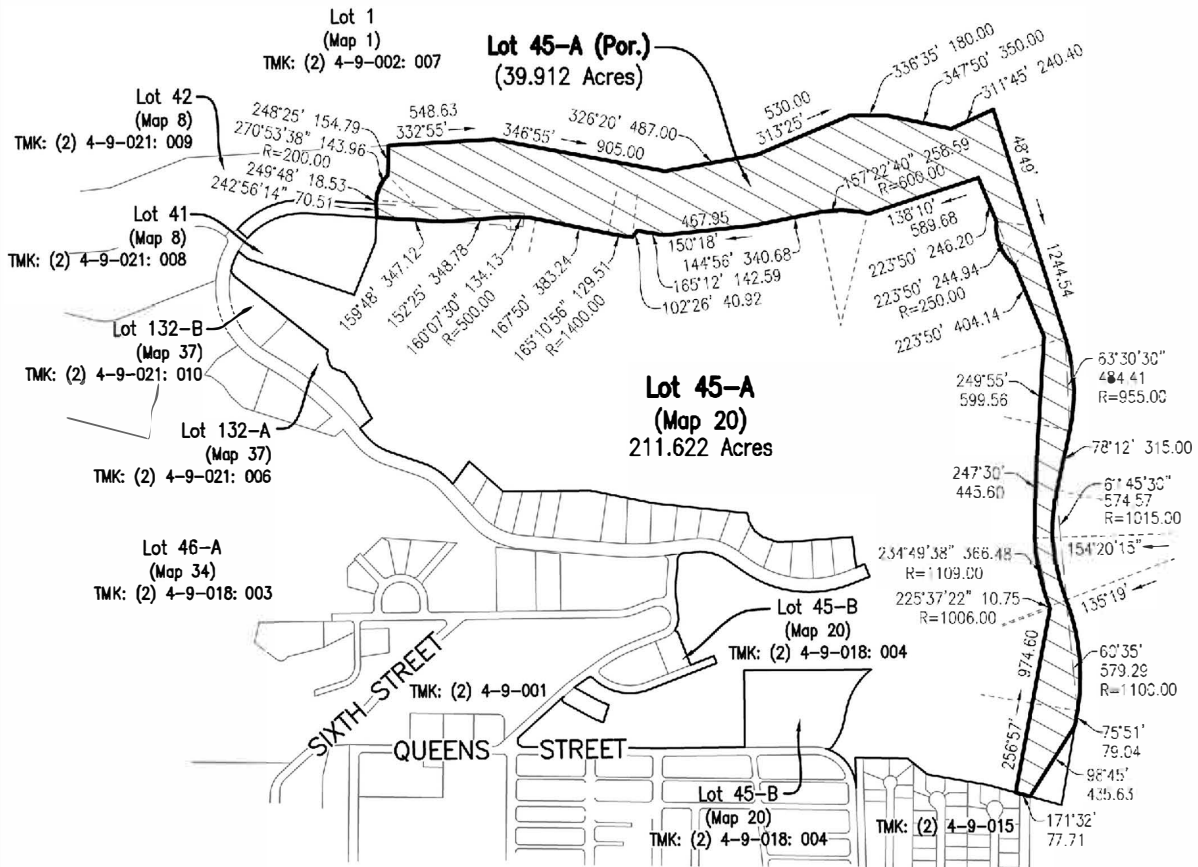 Lot 1
(Map 1)
TMK: (2) 4-9-002: 007
Lot 45-A (Por.)
(39.912 Acres)
336°35' 180.00
347°50' 350.00
311°45' 240.40
Lot 42
(Map 8)
TMK: (2) 4-9-021: 009
248°25' 154.79
270°53'38" 143.96
R=200.00
249°48' 18.53
242°56'14" 70.51
548.63
332°55'
346°55'
905.00
326°20' 487.00
530.00
313°25'
48°49'
1244.54
157°22'40" 258.59
R=600.00
Lot 41
(Map 8)
TMK: (2) 4-9-021: 008
159°48' 347.12
152°25' 348.78
160°07'30" 134.13
R=500.00
167°50' 383.24
165°10'56" 129.51
R=1400.00
467.95
150°18'
144°56' 340.68
165°12' 142.59
102°26' 40.92
138°10'
589.68
223°50' 246.20
223°50' 244.94
R=250.00
223°50' 404.14
Lot 132-B
(Map 37)
TMK: (2) 4-9-021: 010
Lot 132-A
(Map 37)
TMK: (2) 4-9-021: 006
Lot 45-A
(Map 20)
211.622 Acres
249°55'
599.56
63°30'30"
484.41
R=955.00
78°12' 315.00
247°30'
445.60
61°45'30"
574.57
R=1015.00
154°20'15"
234°49'38" 366.48
R=1109.00
135°19'
225°37'22" 10.75
R=1006.00
Lot 46-A
(Map 34)
TMK: (2) 4-9-018: 003
Lot 45-B
(Map 20)
TMK: (2) 4-9-018: 004
60°35'
579.29
R=1100.00
974.60
256°57'
75°51'
79.04
98°45'
435.63
171°32'
77.71
TMK: (2) 4-9-001
SIXTH STREET
QUEENS STREET
Lot 45-B
(Map 20)
TMK: (2) 4-9-018: 004
TMK: (2) 4-9-015